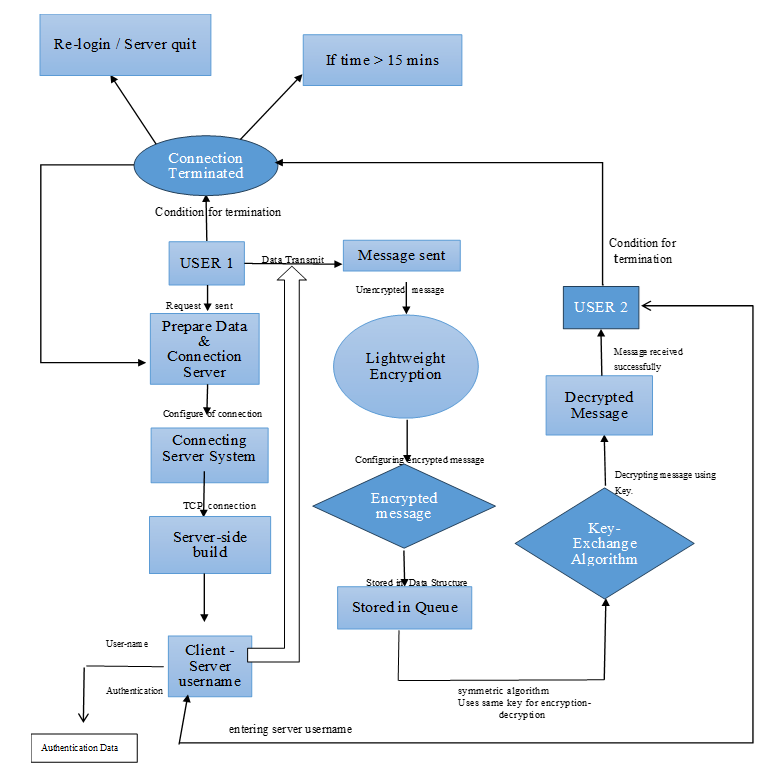 Re-login / Server quit
If time > 15 mins
Connection
Terminated
Condition for termination
USER 1
Data Transmit
Message sent
Condition for
termination
Request sent
Unencrypted message
USER 2
Prepare Data
&
Connection
Server
Lightweight
Encryption
Message received
successfully
Configure of connection
Decrypted
Message
Connecting
Server System
Configuring encrypted message
Decrypting message using
Key.
TCP connection
Encrypted
message
Server-side
build
Key-
Exchange
Algorithm
Stored in Data Structure
Stored in Queue
User-name
Client -
Server
username
Authentication
symmetric algorithm
Uses same key for encryption-
decryption
entering server username
Authentication Data